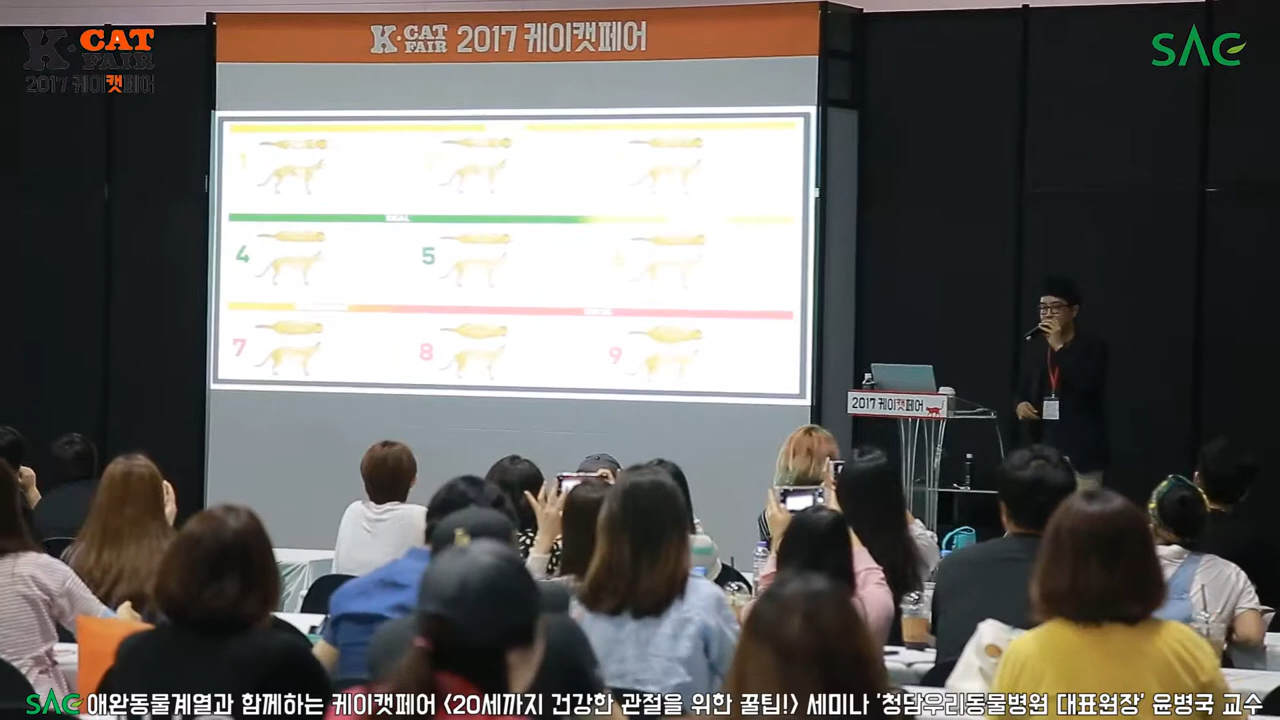 K·CAT
FAIR
2017 케이캣페어
K·CAT
FAIR 2017 케이캣페어
SAC
IDEAL
4
5
7
8
9
2017 케이캣페어
SAC 애완동물계열과 함께하는 케이캣페어 <20세까지 건강한 관절을 위한 꿀팁!> 세미나 '청담우리동물병원 대표원장' 윤병국 교수